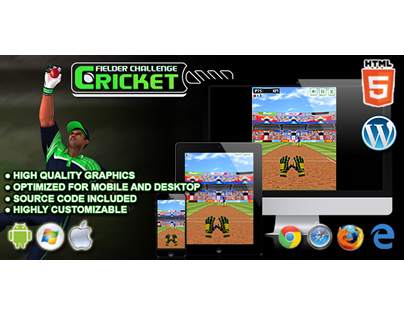 FIELDER CHALLENGE
CRICKET
HTML
5
• HIGH QUALITY GRAPHICS
• OPTIMIZED FOR MOBILE AND DESKTOP
• SOURCE CODE INCLUDED
• HIGHLY CUSTOMIZABLE